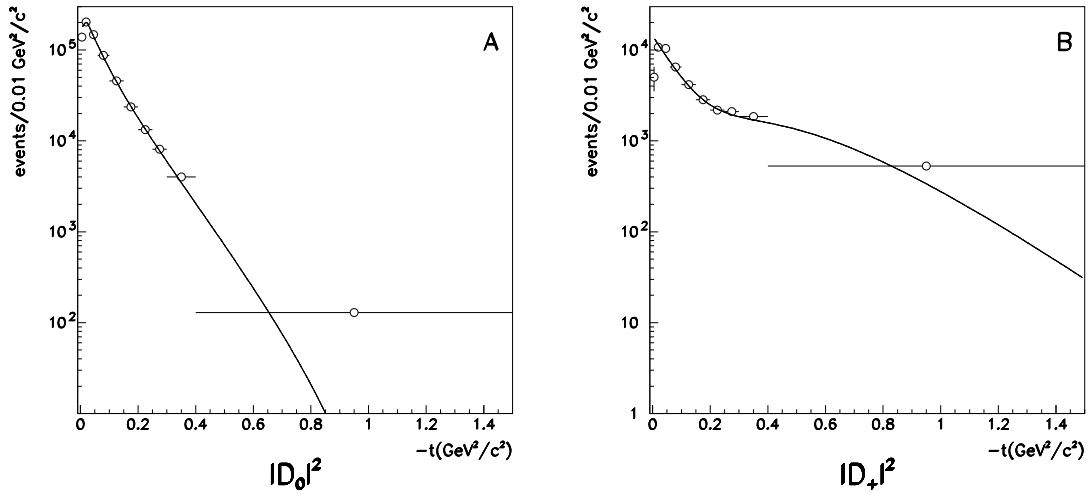 A
events/0.01 GeV²/c²
10⁵
10⁴
10³
10²
0 0.2 0.4 0.6 0.8 1 1.2 1.4
−t(GeV²/c²)
|D₀|²
B
events/0.01 GeV²/c²
10⁴
10³
10²
10
1
0 0.2 0.4 0.6 0.8 1 1.2 1.4
−t(GeV²/c²)
|D₊|²